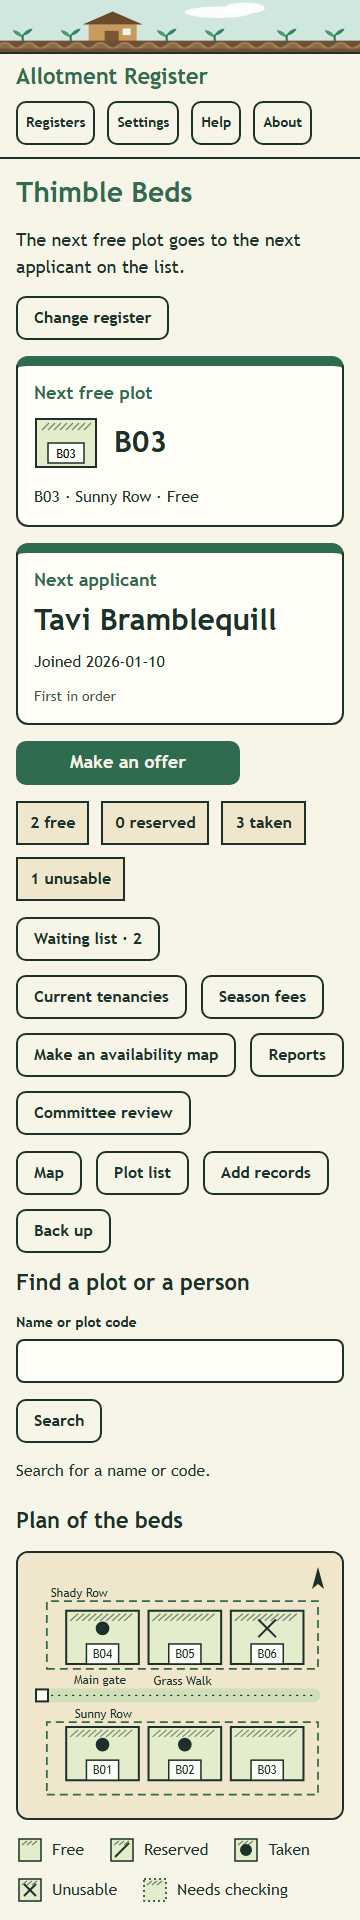 Allotment Register
Registers Settings Help About
Thimble Beds
The next free plot goes to the next
applicant on the list.
Change register
Next free plot
B03 B03
B03 · Sunny Row · Free
Next applicant
Tavi Bramblequill
Joined 2026-01-10
First in order
Make an offer
2 free 0 reserved 3 taken
1 unusable
Waiting list · 2
Current tenancies Season fees
Make an availability map Reports
Committee review
Map Plot list Add records
Back up
Find a plot or a person
Name or plot code
Search
Search for a name or code.
Plan of the beds
Shady Row
B04 B05 B06
Main gate Grass Walk
Sunny Row
B01 B02 B03
Free Reserved Taken
Unusable Needs checking